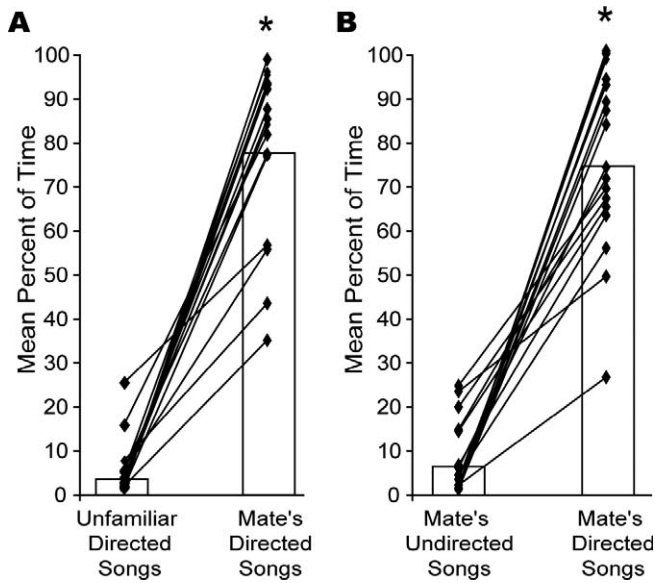 A
*
Mean Percent of Time
100
90
80
70
60
50
40
30
20
10
0
Unfamiliar
Directed
Songs
Mate's
Directed
Songs
B
*
Mean Percent of Time
100
90
80
70
60
50
40
30
20
10
0
Mate's
Undirected
Songs
Mate's
Directed
Songs